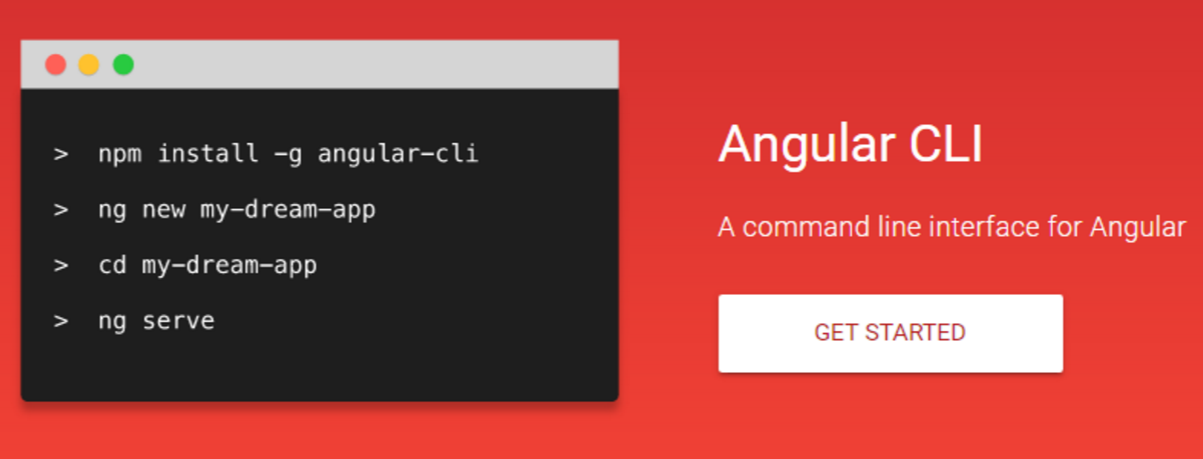 > npm install -g angular-cli
> ng new my-dream-app
> cd my-dream-app
> ng serve
Angular CLI
A command line interface for Angular
GET STARTED